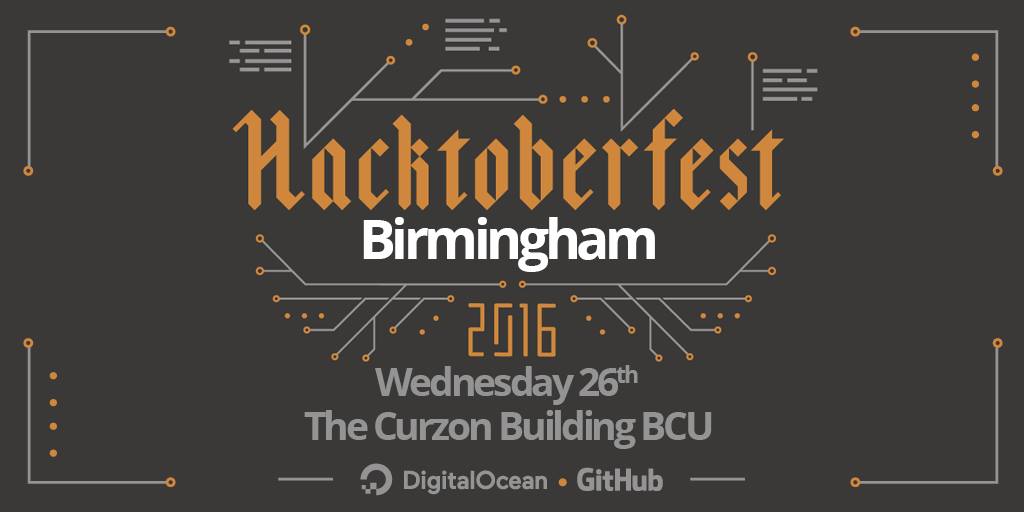 Hacktoberfest
Birmingham
2016
Wednesday 26th
The Curzon Building BCU
DigitalOcean • GitHub